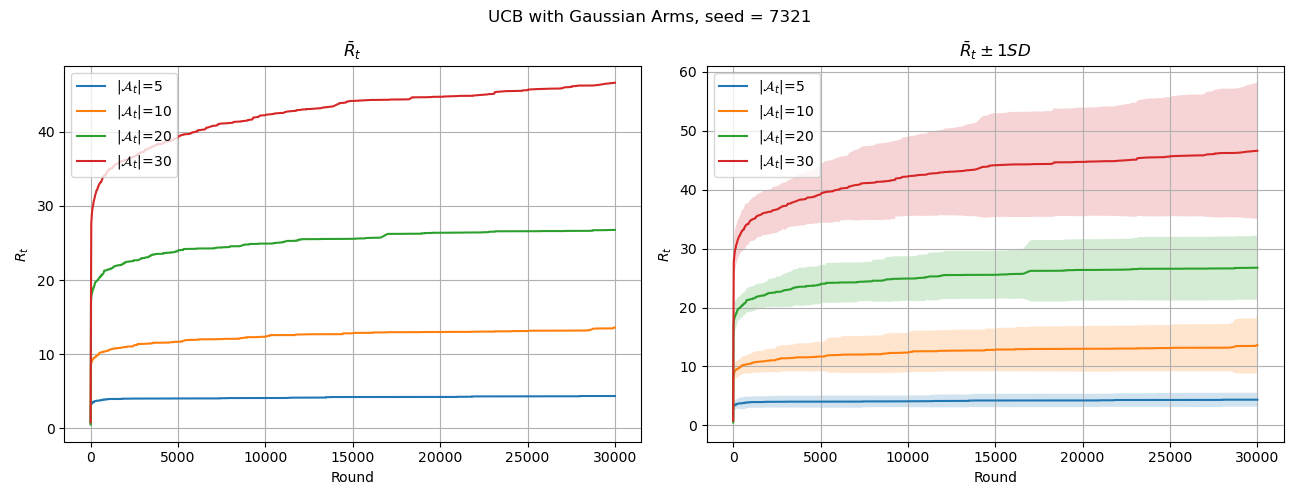 UCB with Gaussian Arms, seed = 7321
R̄ₜ
|𝒜ₜ|=5
|𝒜ₜ|=10
|𝒜ₜ|=20
|𝒜ₜ|=30
Rₜ
40
30
20
10
0
0 5000 10000 15000 20000 25000 30000
Round
R̄ₜ ± 1SD
|𝒜ₜ|=5
|𝒜ₜ|=10
|𝒜ₜ|=20
|𝒜ₜ|=30
Rₜ
60
50
40
30
20
10
0
0 5000 10000 15000 20000 25000 30000
Round